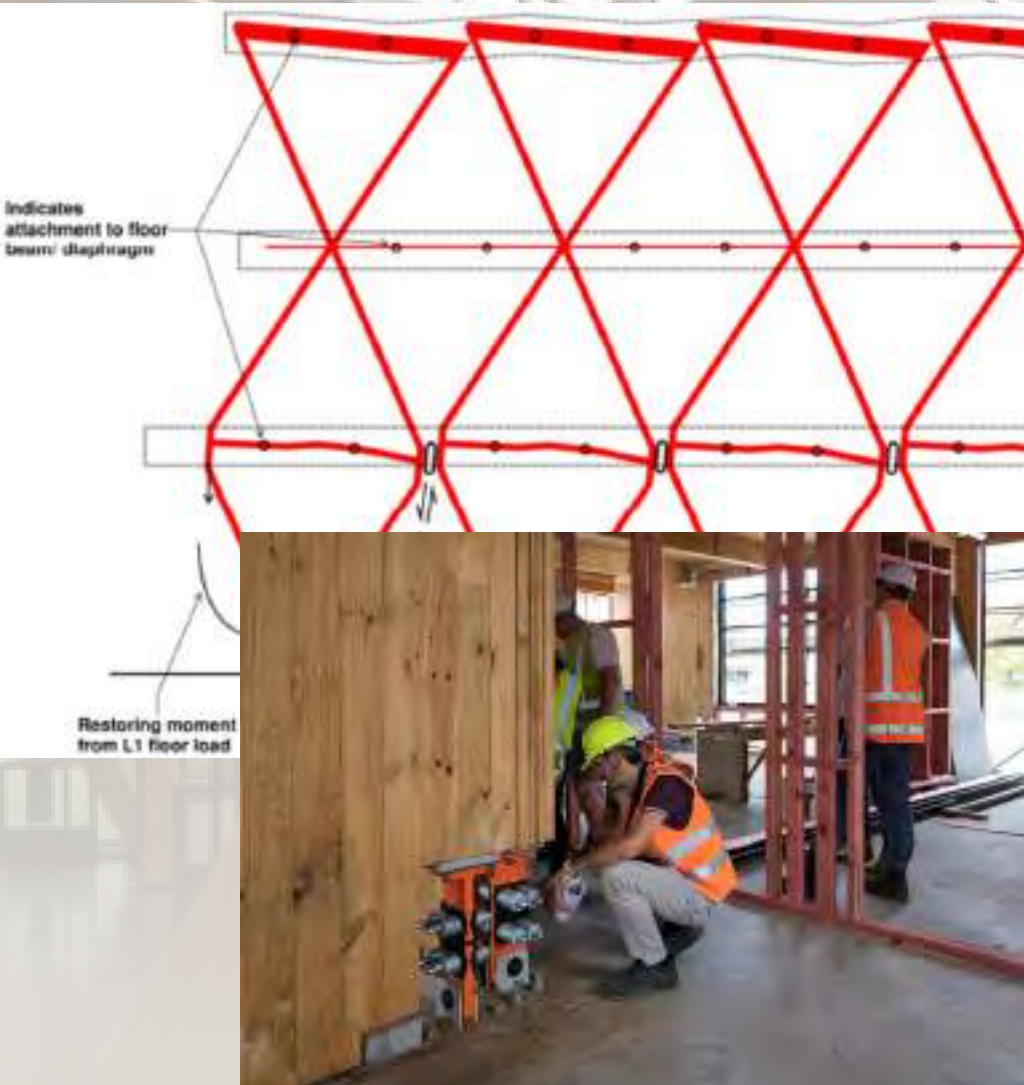 Indicates
attachment to floor
beam/ diaphragm
Restoring moment
from L1 floor load